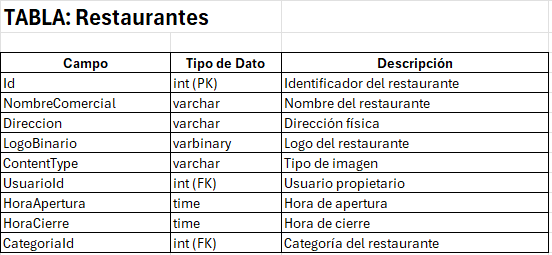 TABLA: Restaurantes
Campo Tipo de Dato Descripción
Id int (PK) Identificador del restaurante
NombreComercial varchar Nombre del restaurante
Direccion varchar Dirección física
LogoBinario varbinary Logo del restaurante
ContentType varchar Tipo de imagen
UsuarioId int (FK) Usuario propietario
HoraApertura time Hora de apertura
HoraCierre time Hora de cierre
CategoriaId int (FK) Categoría del restaurante